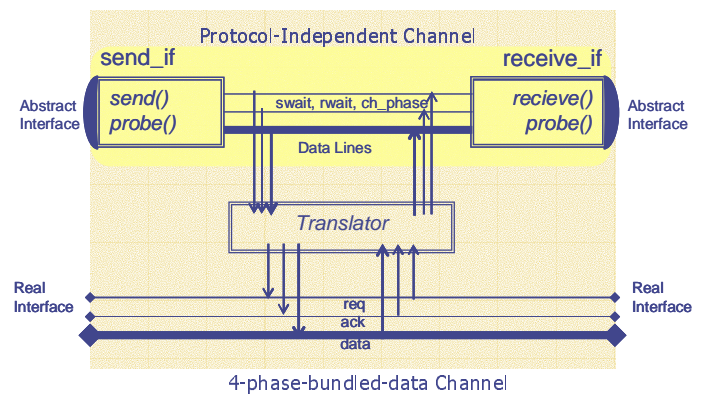 Protocol-Independent Channel
send_if
receive_if
Abstract
Interface
send()
probe()
swait, rwait, ch_phase
recieve()
probe()
Abstract
Interface
Data Lines
Translator
Real
Interface
Real
Interface
req
ack
data
4-phase-bundled-data Channel